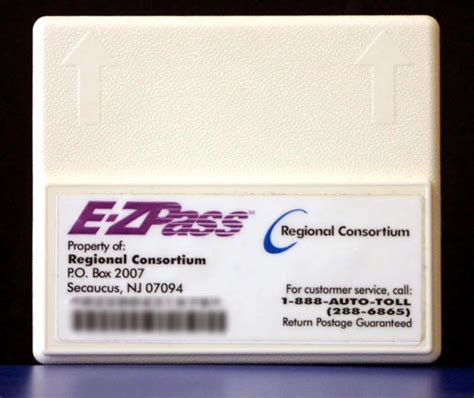 E-ZPass
Regional Consortium
Property of:
Regional Consortium
P.O. Box 2007
Secaucus, NJ 07094
For custormer service, call:
1-888-AUTO-TOLL
(288-6865)
Return Postage Guaranteed